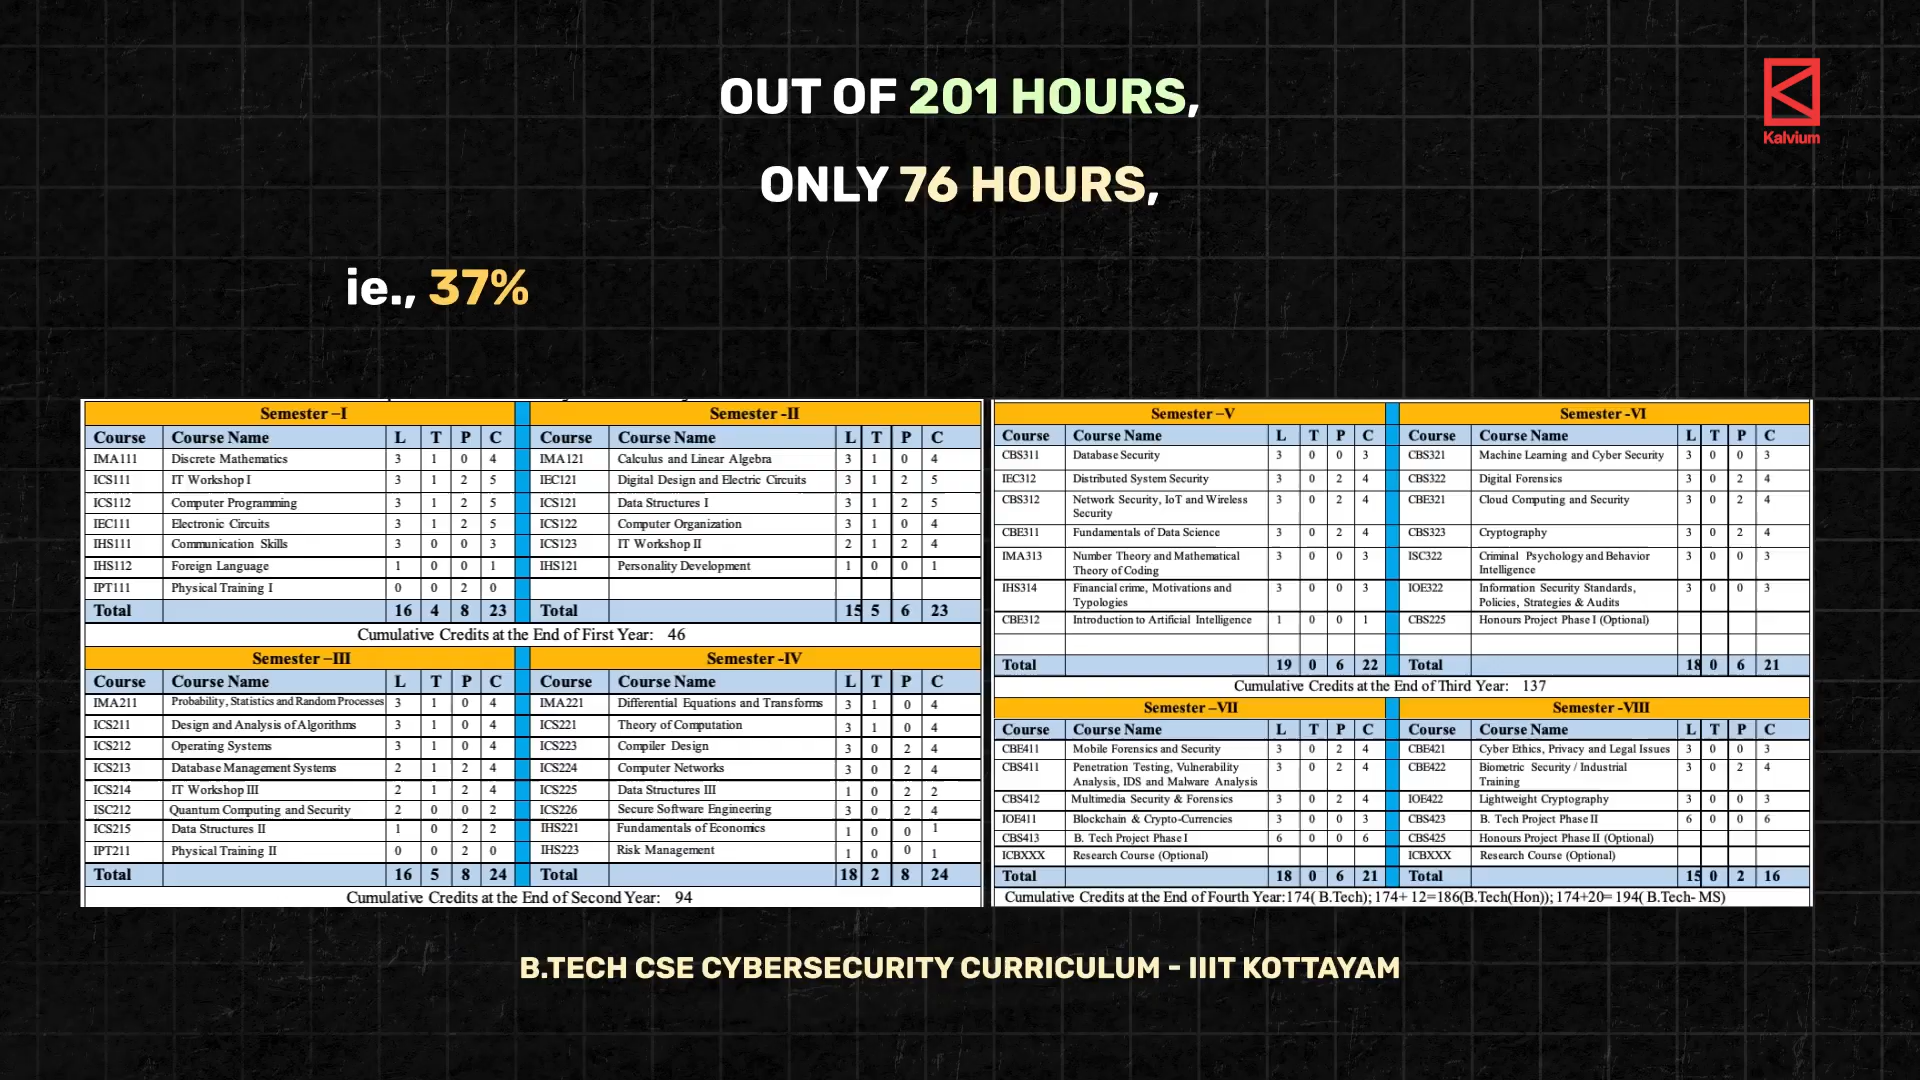 OUT OF 201 HOURS,
Kalvium
ONLY 76 HOURS,
ie., 37%
Semester –I
Course Course Name L T P C
IMA111 Discrete Mathematics 3 1 0 4
ICS111 IT Workshop I 3 1 2 5
ICS112 Computer Programming 3 1 2 5
IEC111 Electronic Circuits 3 1 2 5
IHS111 Communication Skills 3 0 0 3
IHS112 Foreign Language 1 0 0 1
IPT111 Physical Training I 0 0 2 0
Total 16 4 8 23
Semester -II
Course Course Name L T P C
IMA121 Calculus and Linear Algebra 3 1 0 4
IEC121 Digital Design and Electric Circuits 3 1 2 5
ICS121 Data Structures I 3 1 2 5
ICS122 Computer Organization 3 1 0 4
ICS123 IT Workshop II 2 1 2 4
IHS121 Personality Development 1 0 0 1
Total 15 5 6 23
Cumulative Credits at the End of First Year: 46
Semester –III
Course Course Name L T P C
IMA211 Probability, Statistics and Random Processes 3 1 0 4
ICS211 Design and Analysis of Algorithms 3 1 0 4
ICS212 Operating Systems 3 1 0 4
ICS213 Database Management Systems 2 1 2 4
ICS214 IT Workshop III 2 1 2 4
ISC212 Quantum Computing and Security 2 0 0 2
ICS215 Data Structures II 1 0 2 2
IPT211 Physical Training II 0 0 2 0
Total 16 5 8 24
Semester -IV
Course Course Name L T P C
IMA221 Differential Equations and Transforms 3 1 0 4
ICS221 Theory of Computation 3 1 0 4
ICS223 Compiler Design 3 0 2 4
ICS224 Computer Networks 3 0 2 4
ICS225 Data Structures III 1 0 2 2
ICS226 Secure Software Engineering 3 0 2 4
IHS221 Fundamentals of Economics 1 0 0 1
IHS223 Risk Management 1 0 0 1
Total 18 2 8 24
Cumulative Credits at the End of Second Year: 94
Semester –V
Course Course Name L T P C
CBS311 Database Security 3 0 0 3
IEC312 Distributed System Security 3 0 2 4
CBS312 Network Security, IoT and Wireless 3 0 2 4
Security
CBE311 Fundamentals of Data Science 3 0 2 4
IMA313 Number Theory and Mathematical 3 0 0 3
Theory of Coding
IHS314 Financial crime, Motivations and 3 0 0 3
Typologies
CBE312 Introduction to Artificial Intelligence 1 0 0 1
Total 19 0 6 22
Semester -VI
Course Course Name L T P C
CBS321 Machine Learning and Cyber Security 3 0 0 3
CBS322 Digital Forensics 3 0 2 4
CBE321 Cloud Computing and Security 3 0 2 4
CBS323 Cryptography 3 0 2 4
ISC322 Criminal Psychology and Behavior 3 0 0 3
Intelligence
IOE322 Information Security Standards, 3 0 0 3
Policies, Strategies & Audits
CBS225 Honours Project Phase I (Optional)
Total 18 0 6 21
Cumulative Credits at the End of Third Year: 137
Semester –VII
Course Course Name L T P C
CBE411 Mobile Forensics and Security 3 0 2 4
CBS411 Penetration Testing, Vulnerability 3 0 2 4
Analysis, IDS and Malware Analysis
CBS412 Multimedia Security & Forensics 3 0 2 4
IOE411 Blockchain & Crypto-Currencies 3 0 0 3
CBS413 B. Tech Project Phase I 6 0 0 6
ICBXXX Research Course (Optional)
Total 18 0 6 21
Semester -VIII
Course Course Name L T P C
CBE421 Cyber Ethics, Privacy and Legal Issues 3 0 0 3
CBE422 Biometric Security / Industrial 3 0 2 4
Training
IOE422 Lightweight Cryptography 3 0 0 3
CBS423 B. Tech Project Phase II 6 0 0 6
CBS425 Honours Project Phase II (Optional)
ICBXXX Research Course (Optional)
Total 15 0 2 16
Cumulative Credits at the End of Fourth Year:174( B.Tech); 174+ 12=186(B.Tech(Hon)); 174+20= 194( B.Tech- MS)
B.TECH CSE CYBERSECURITY CURRICULUM - IIIT KOTTAYAM